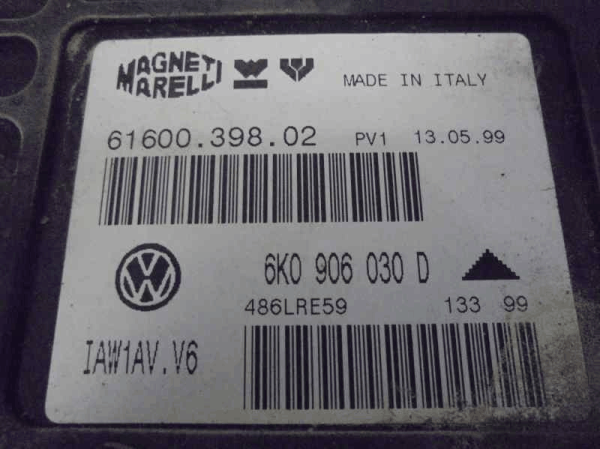 MAGNETI MARELLI
MADE IN ITALY
61600.398.02 PV1 13.05.99
6K0 906 030 D
486LRE59 133 99
IAW1AV.V6